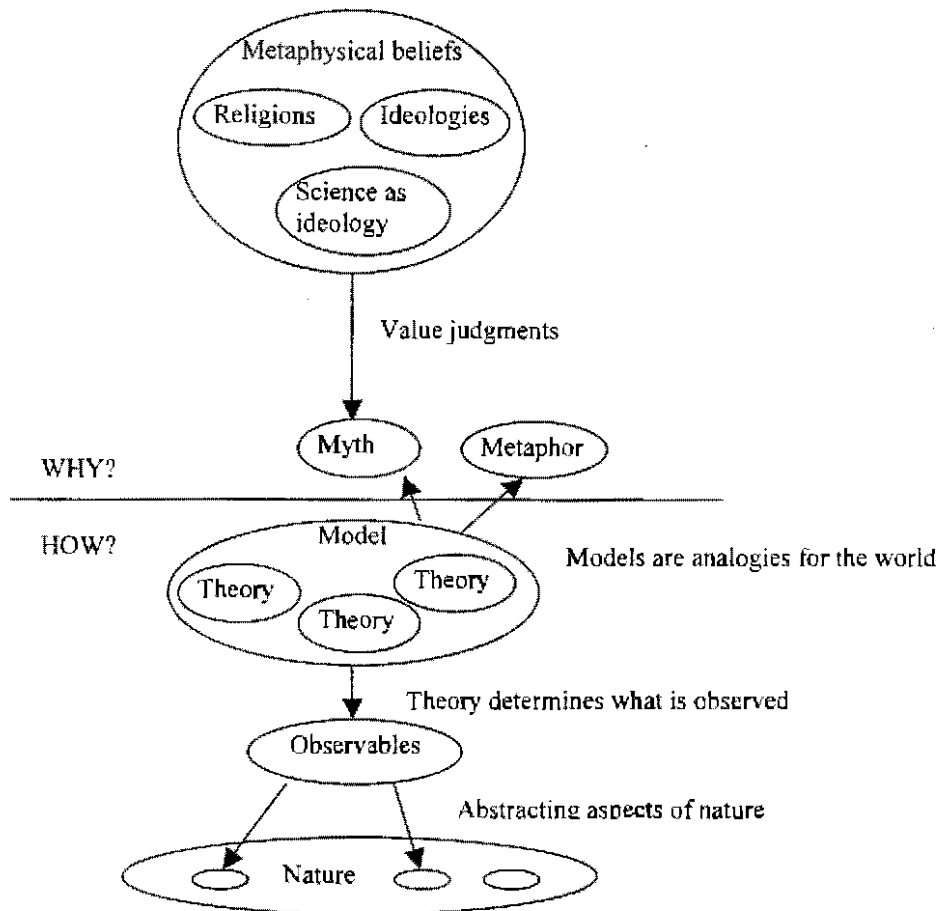 Metaphysical beliefs
Religions
Ideologies
Science as
ideology
Value judgments
Myth
Metaphor
WHY?
HOW?
Model
Models are analogies for the world
Theory
Theory
Theory
Theory determines what is observed
Observables
Abstracting aspects of nature
Nature